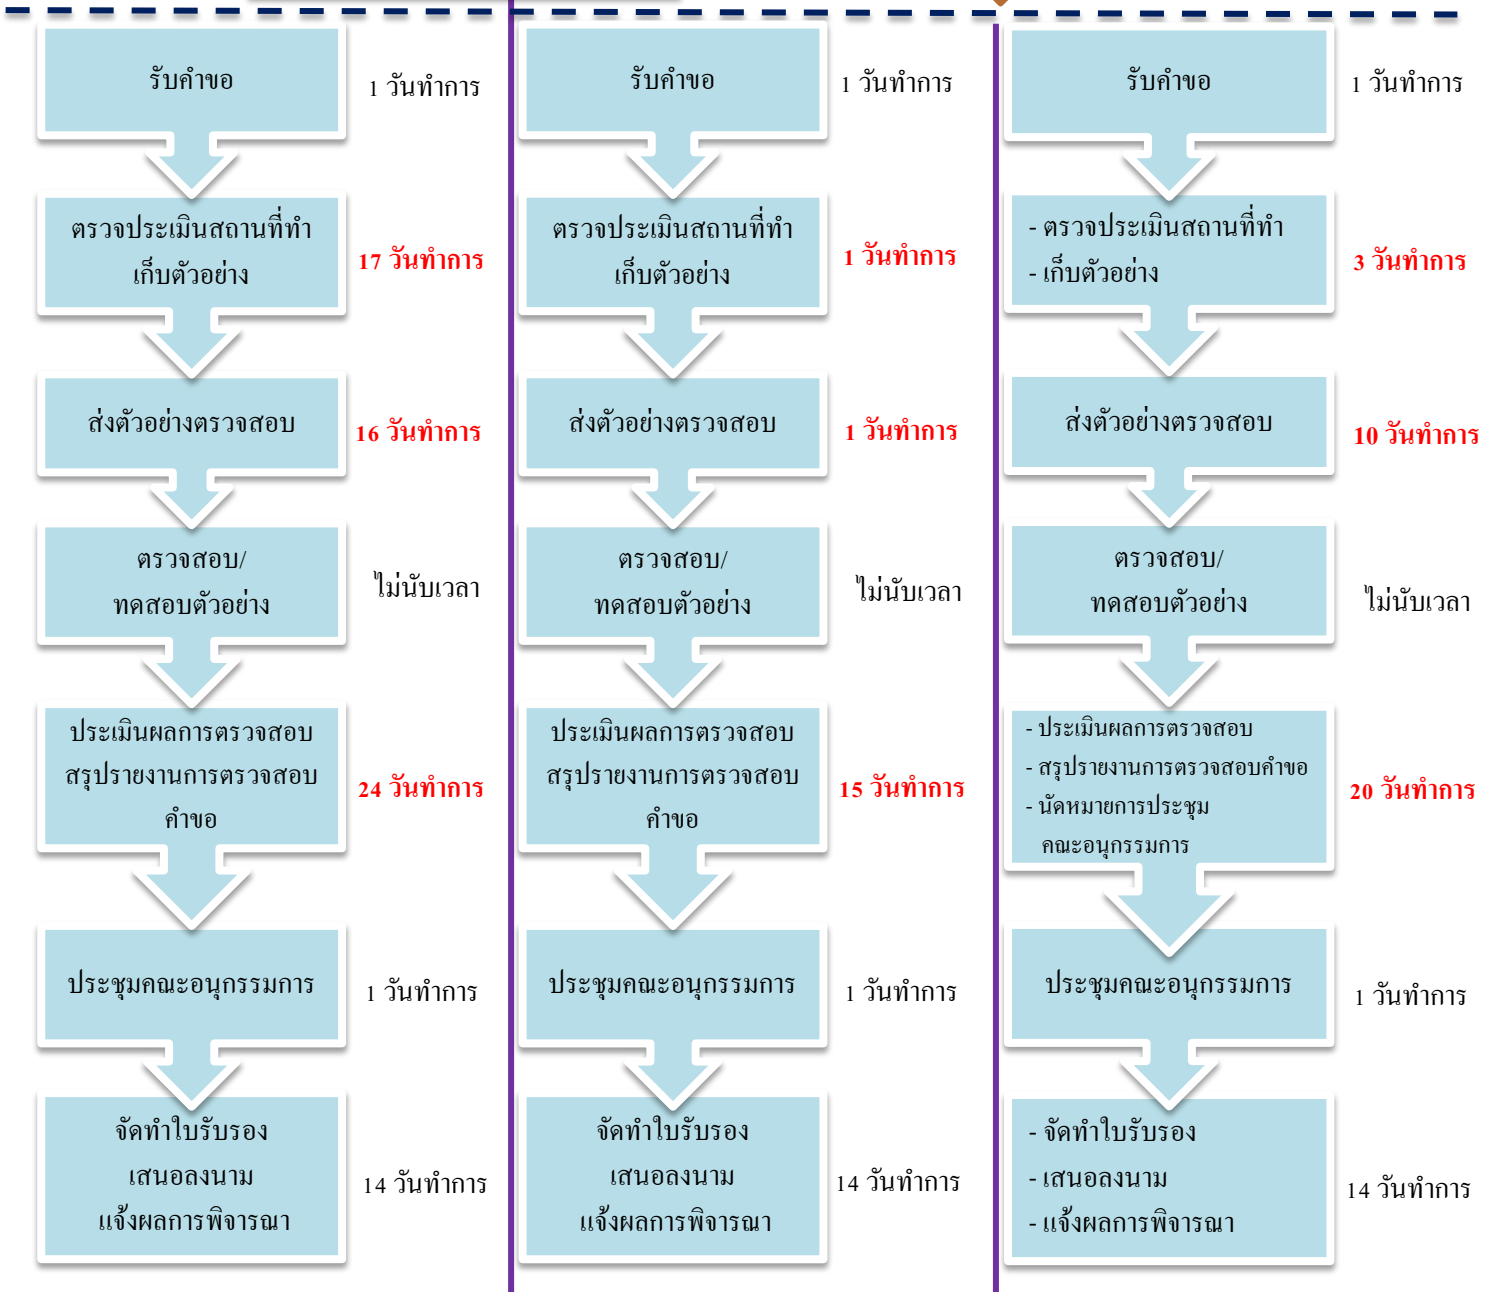 รับคำขอ
1 วันทำการ
ตรวจประเมินสถานที่ทำ
เก็บตัวอย่าง
17 วันทำการ
ส่งตัวอย่างตรวจสอบ
16 วันทำการ
ตรวจสอบ/
ทดสอบตัวอย่าง
ไม่นับเวลา
ประเมินผลการตรวจสอบ
สรุปรายงานการตรวจสอบ
คำขอ
24 วันทำการ
ประชุมคณะอนุกรรมการ
1 วันทำการ
จัดทำใบรับรอง
เสนอลงนาม
แจ้งผลการพิจารณา
14 วันทำการ
รับคำขอ
1 วันทำการ
ตรวจประเมินสถานที่ทำ
เก็บตัวอย่าง
1 วันทำการ
ส่งตัวอย่างตรวจสอบ
1 วันทำการ
ตรวจสอบ/
ทดสอบตัวอย่าง
ไม่นับเวลา
ประเมินผลการตรวจสอบ
สรุปรายงานการตรวจสอบ
คำขอ
15 วันทำการ
ประชุมคณะอนุกรรมการ
1 วันทำการ
จัดทำใบรับรอง
เสนอลงนาม
แจ้งผลการพิจารณา
14 วันทำการ
รับคำขอ
1 วันทำการ
- ตรวจประเมินสถานที่ทำ
- เก็บตัวอย่าง
3 วันทำการ
ส่งตัวอย่างตรวจสอบ
10 วันทำการ
ตรวจสอบ/
ทดสอบตัวอย่าง
ไม่นับเวลา
- ประเมินผลการตรวจสอบ
- สรุปรายงานการตรวจสอบคำขอ
- นัดหมายการประชุม
คณะอนุกรรมการ
20 วันทำการ
ประชุมคณะอนุกรรมการ
1 วันทำการ
- จัดทำใบรับรอง
- เสนอลงนาม
- แจ้งผลการพิจารณา
14 วันทำการ